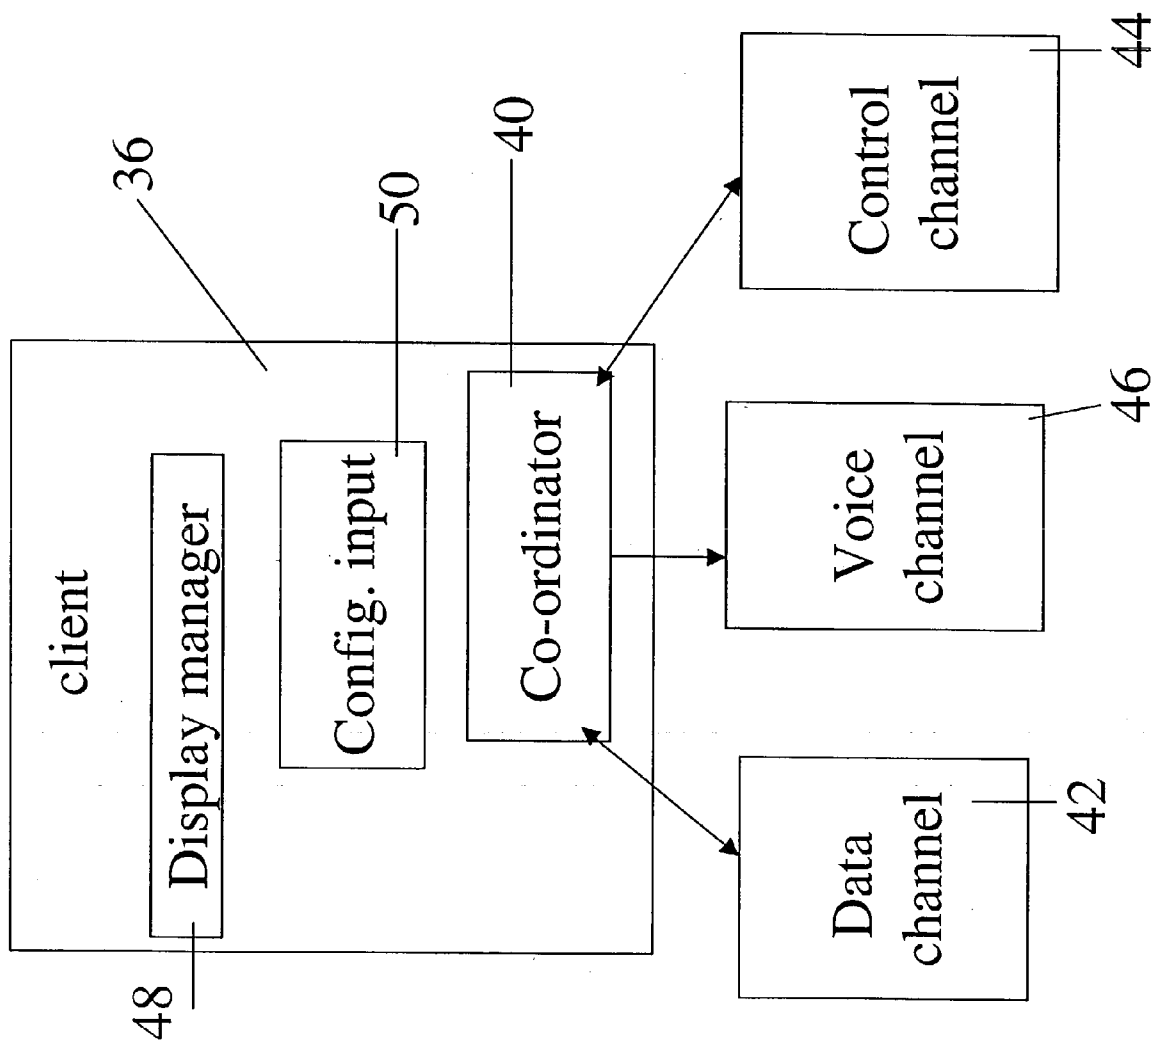 client
36
48
Display manager
Config. input
50
Co-ordinator
40
Data
channel
42
Voice
channel
46
Control
channel
44